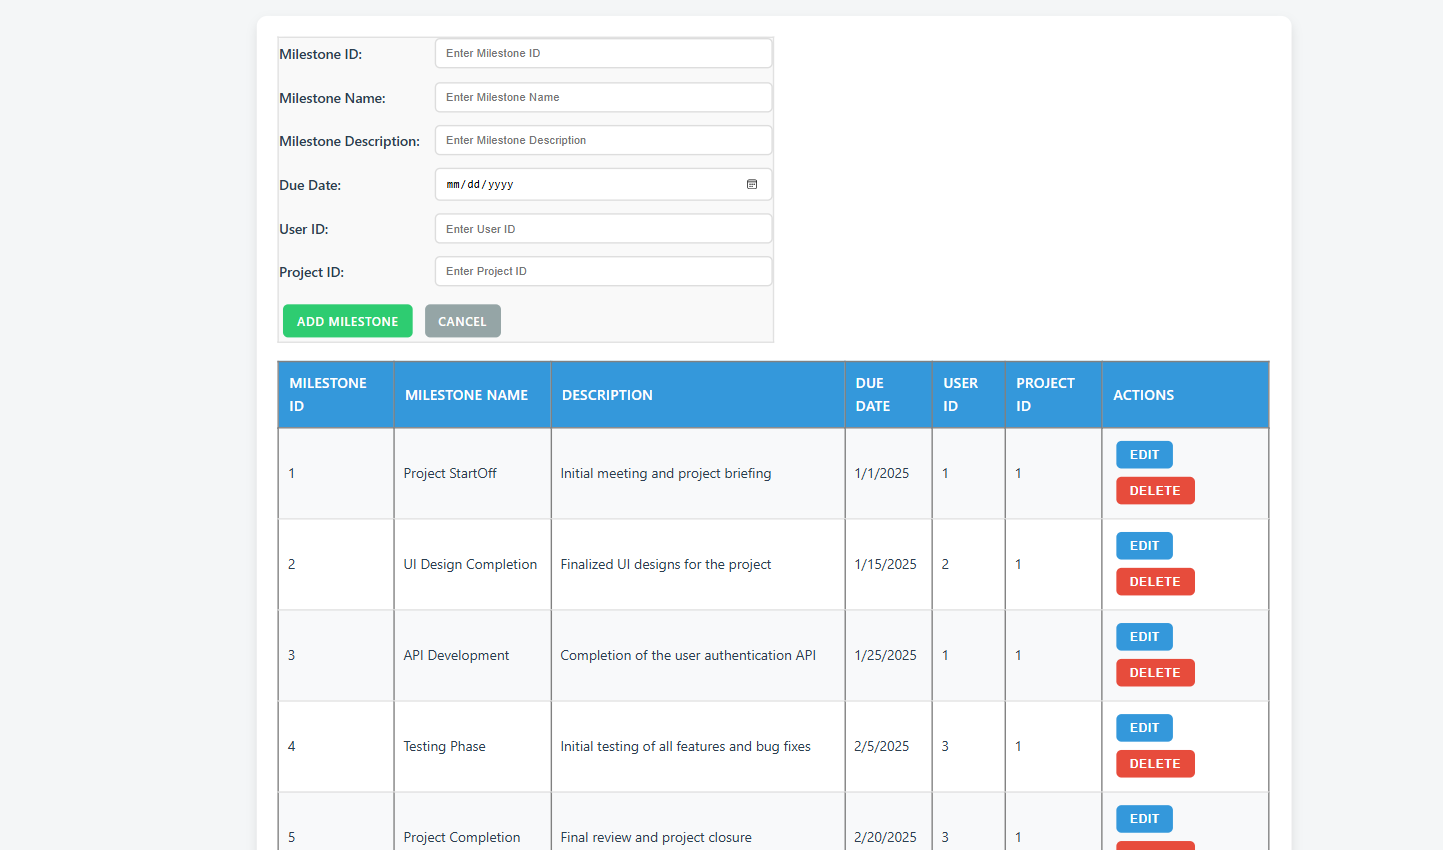 Milestone ID: Enter Milestone ID
Milestone Name: Enter Milestone Name
Milestone Description: Enter Milestone Description
Due Date: mm/dd/yyyy
User ID: Enter User ID
Project ID: Enter Project ID
ADD MILESTONE CANCEL
MILESTONE ID MILESTONE NAME DESCRIPTION DUE DATE USER ID PROJECT ID ACTIONS
1 Project StartOff Initial meeting and project briefing 1/1/2025 1 1 EDIT
DELETE
2 UI Design Completion Finalized UI designs for the project 1/15/2025 2 1 EDIT
DELETE
3 API Development Completion of the user authentication API 1/25/2025 1 1 EDIT
DELETE
4 Testing Phase Initial testing of all features and bug fixes 2/5/2025 3 1 EDIT
DELETE
5 Project Completion Final review and project closure 2/20/2025 3 1 EDIT